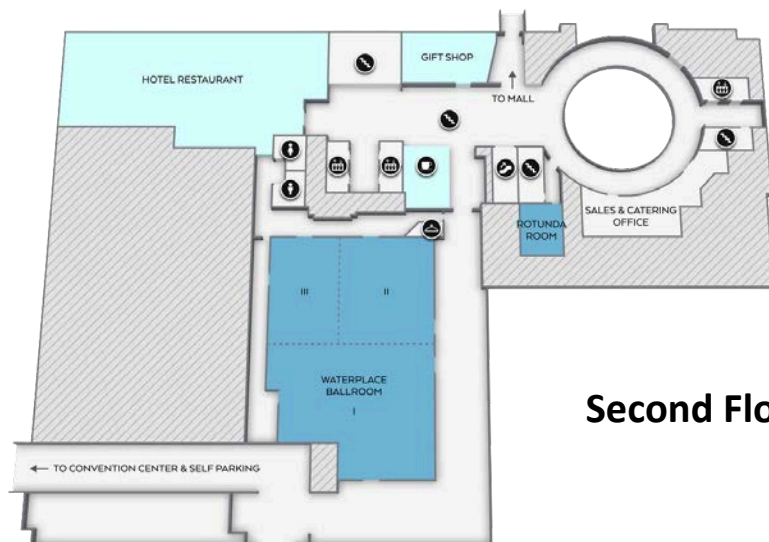 GIFT SHOP
HOTEL RESTAURANT
TO MALL
SALES & CATERING
OFFICE
ROTUNDA
ROOM
III
II
WATERPLACE
BALLROOM
I
Second Flo
← TO CONVENTION CENTER & SELF PARKING